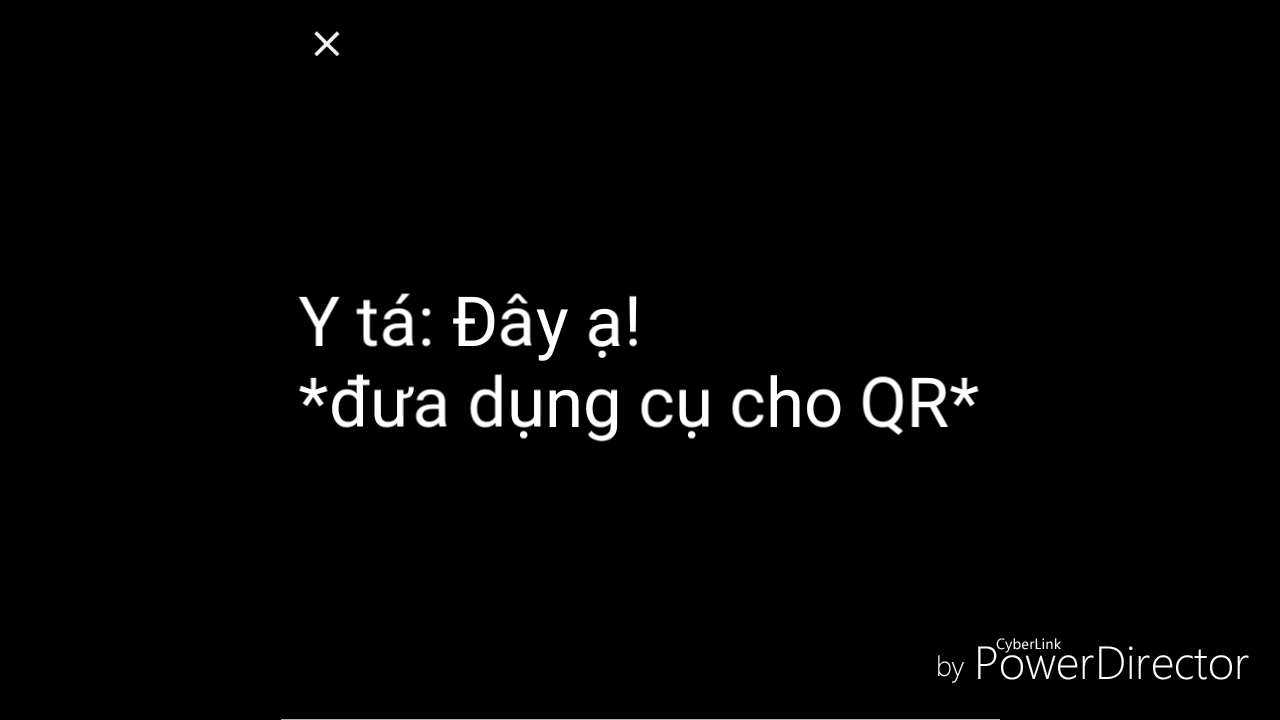 Y tá: Đây ạ!
*đưa dụng cụ cho QR*
CyberLink
by PowerDirector